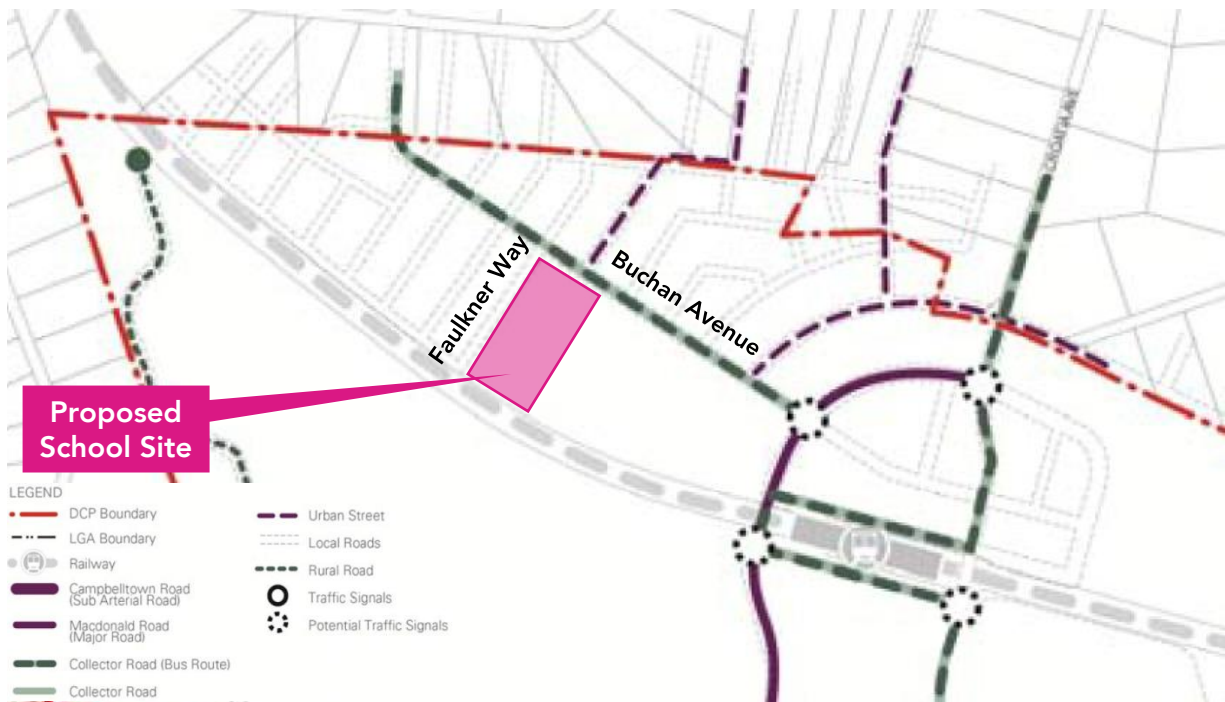 Faulkner Way
Buchan Avenue
Proposed
School Site
LEGEND
DCP Boundary
LGA Boundary
Railway
Campbelltown Road
(Sub Arterial Road)
Macdonald Road
(Major Road)
Collector Road (Bus Route)
Collector Road
Urban Street
Local Roads
Rural Road
Traffic Signals
Potential Traffic Signals